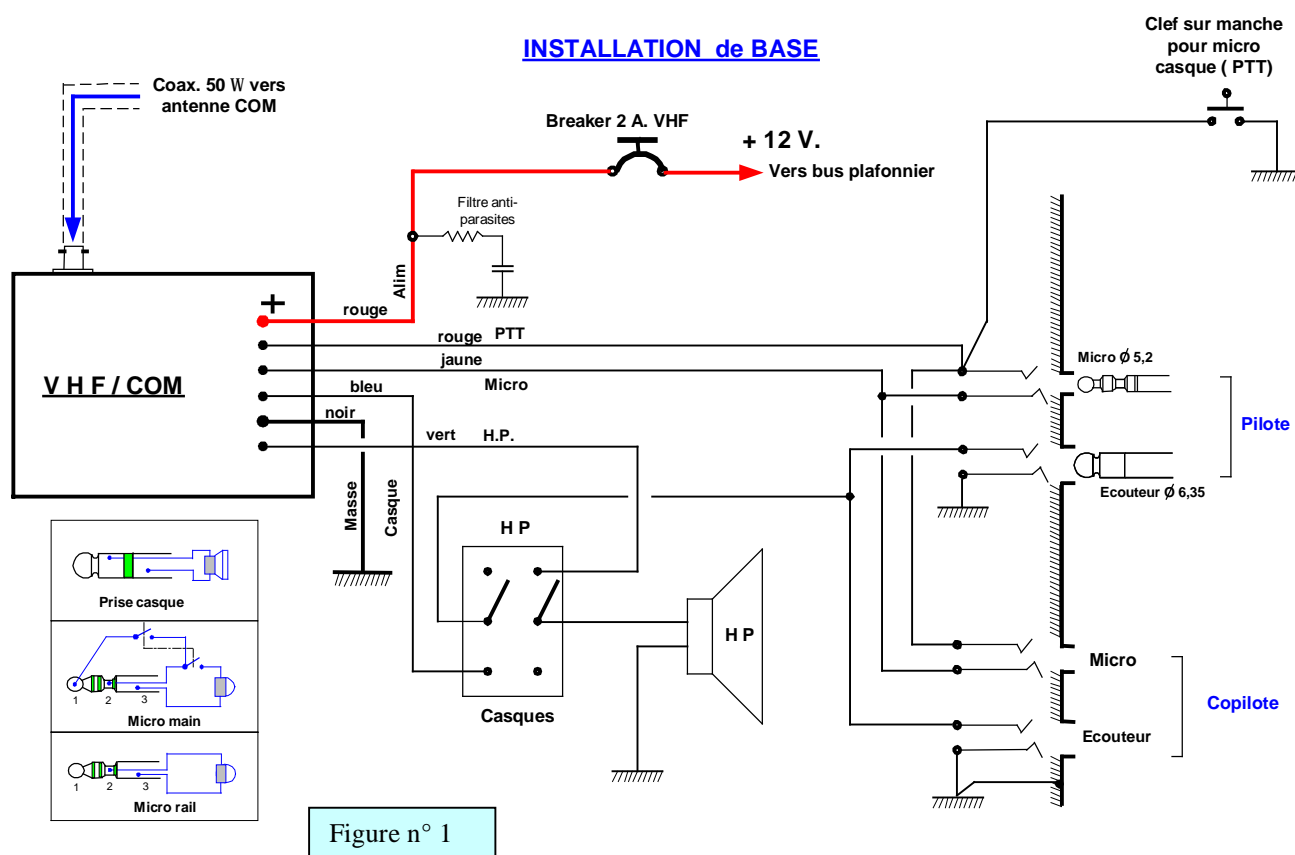 INSTALLATION de BASE
Clef sur manche
pour micro
casque ( PTT)
Coax. 50 W vers
antenne COM
Breaker 2 A. VHF
+ 12 V.
Vers bus plafonnier
Filtre anti-
parasites
Alim
+
rouge
rouge PTT
jaune
Micro
bleu
noir
vert H.P.
V H F / COM
Masse
Casque
Micro Ø 5,2
Pilote
Ecouteur Ø 6,35
H P
H P
Casques
Micro
Copilote
Ecouteur
Prise casque
1 2 3
Micro main
1 2 3
Micro rail
Figure n° 1